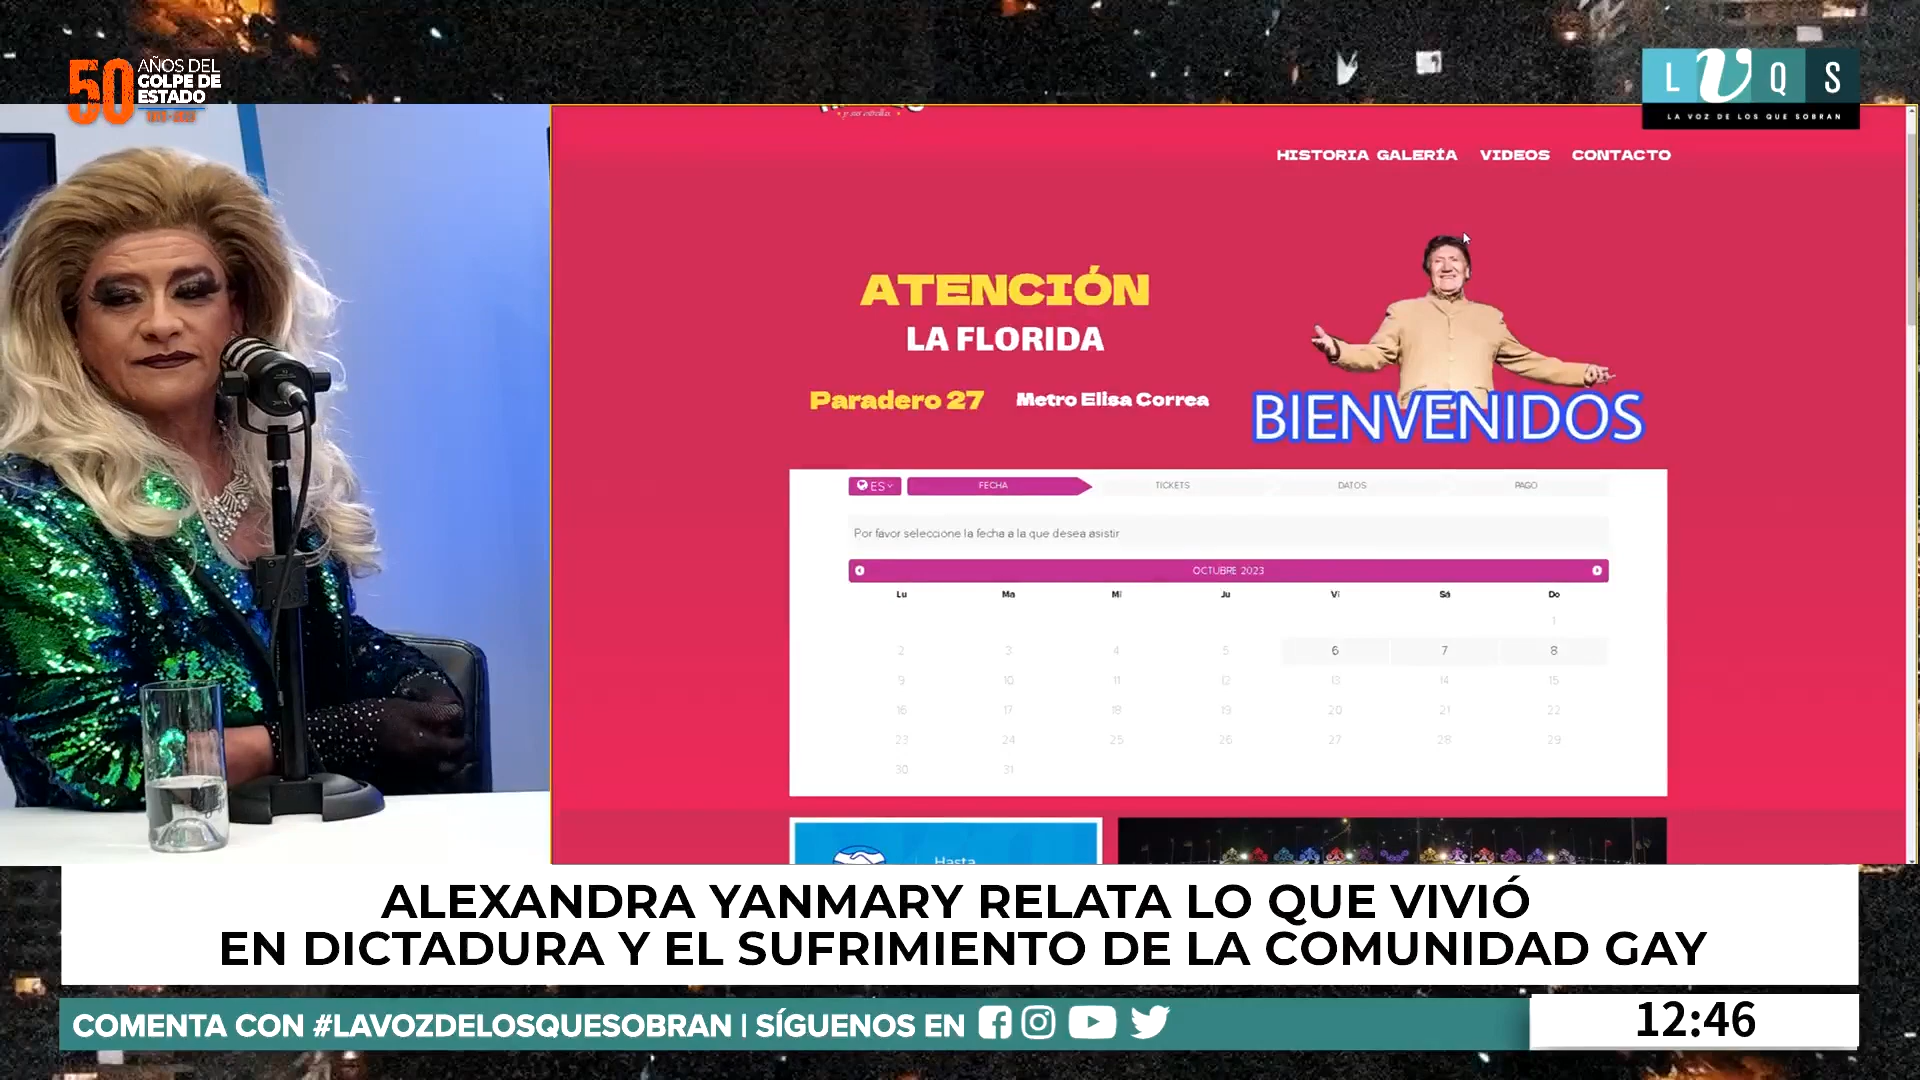 50
AÑOS DEL
GOLPE DE
ESTADO
L V Q S
LA VOZ DE LOS QUE SOBRAN
y sus estrellas
HISTORIA GALERÍA VIDEOS CONTACTO
ATENCIÓN
LA FLORIDA
Paradero 27 Metro Elisa Correa
BIENVENIDOS
ES FECHA TICKETS DATOS PAGO
Por favor seleccione la fecha a la que desea asistir
OCTUBRE 2023
Lu Ma Mi Ju Vi Sá Do
1
2 3 4 5 6 7 8
9 10 11 12 13 14 15
16 17 18 19 20 21 22
23 24 25 26 27 28 29
30 31
Hasta
ALEXANDRA YANMARY RELATA LO QUE VIVIÓ
EN DICTADURA Y EL SUFRIMIENTO DE LA COMUNIDAD GAY
COMENTA CON #LAVOZDELOSQUESOBRAN | SÍGUENOS EN
12:46